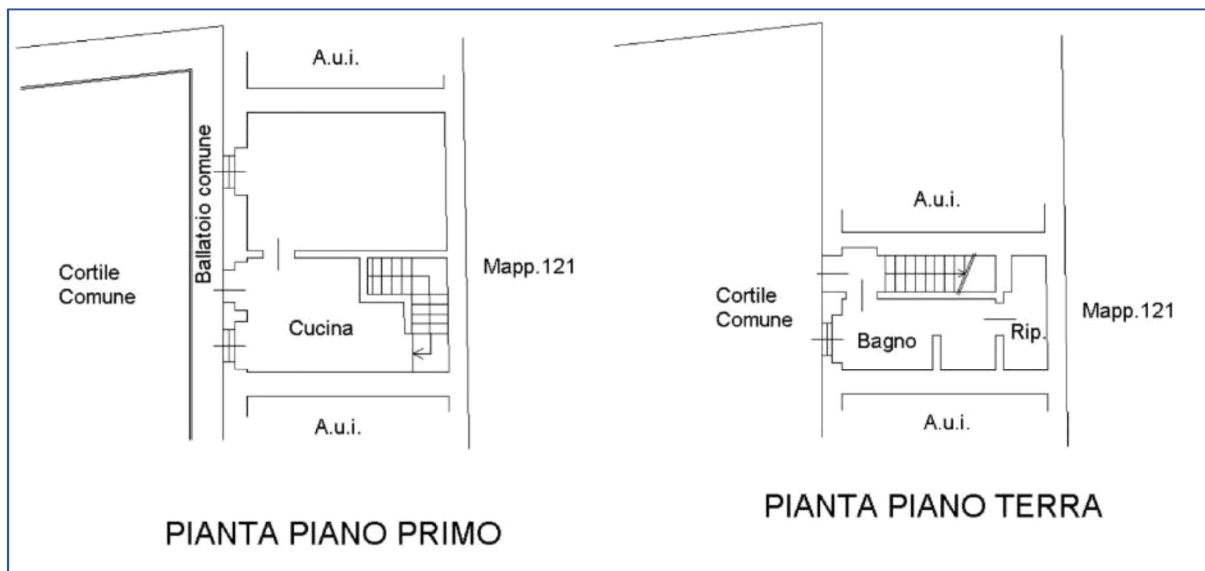 A.u.i.
Ballatoio comune
Cortile
Comune
Mapp.121
Cucina
A.u.i.
PIANTA PIANO PRIMO
A.u.i.
Cortile
Comune
Mapp.121
Bagno
Rip.
A.u.i.
PIANTA PIANO TERRA